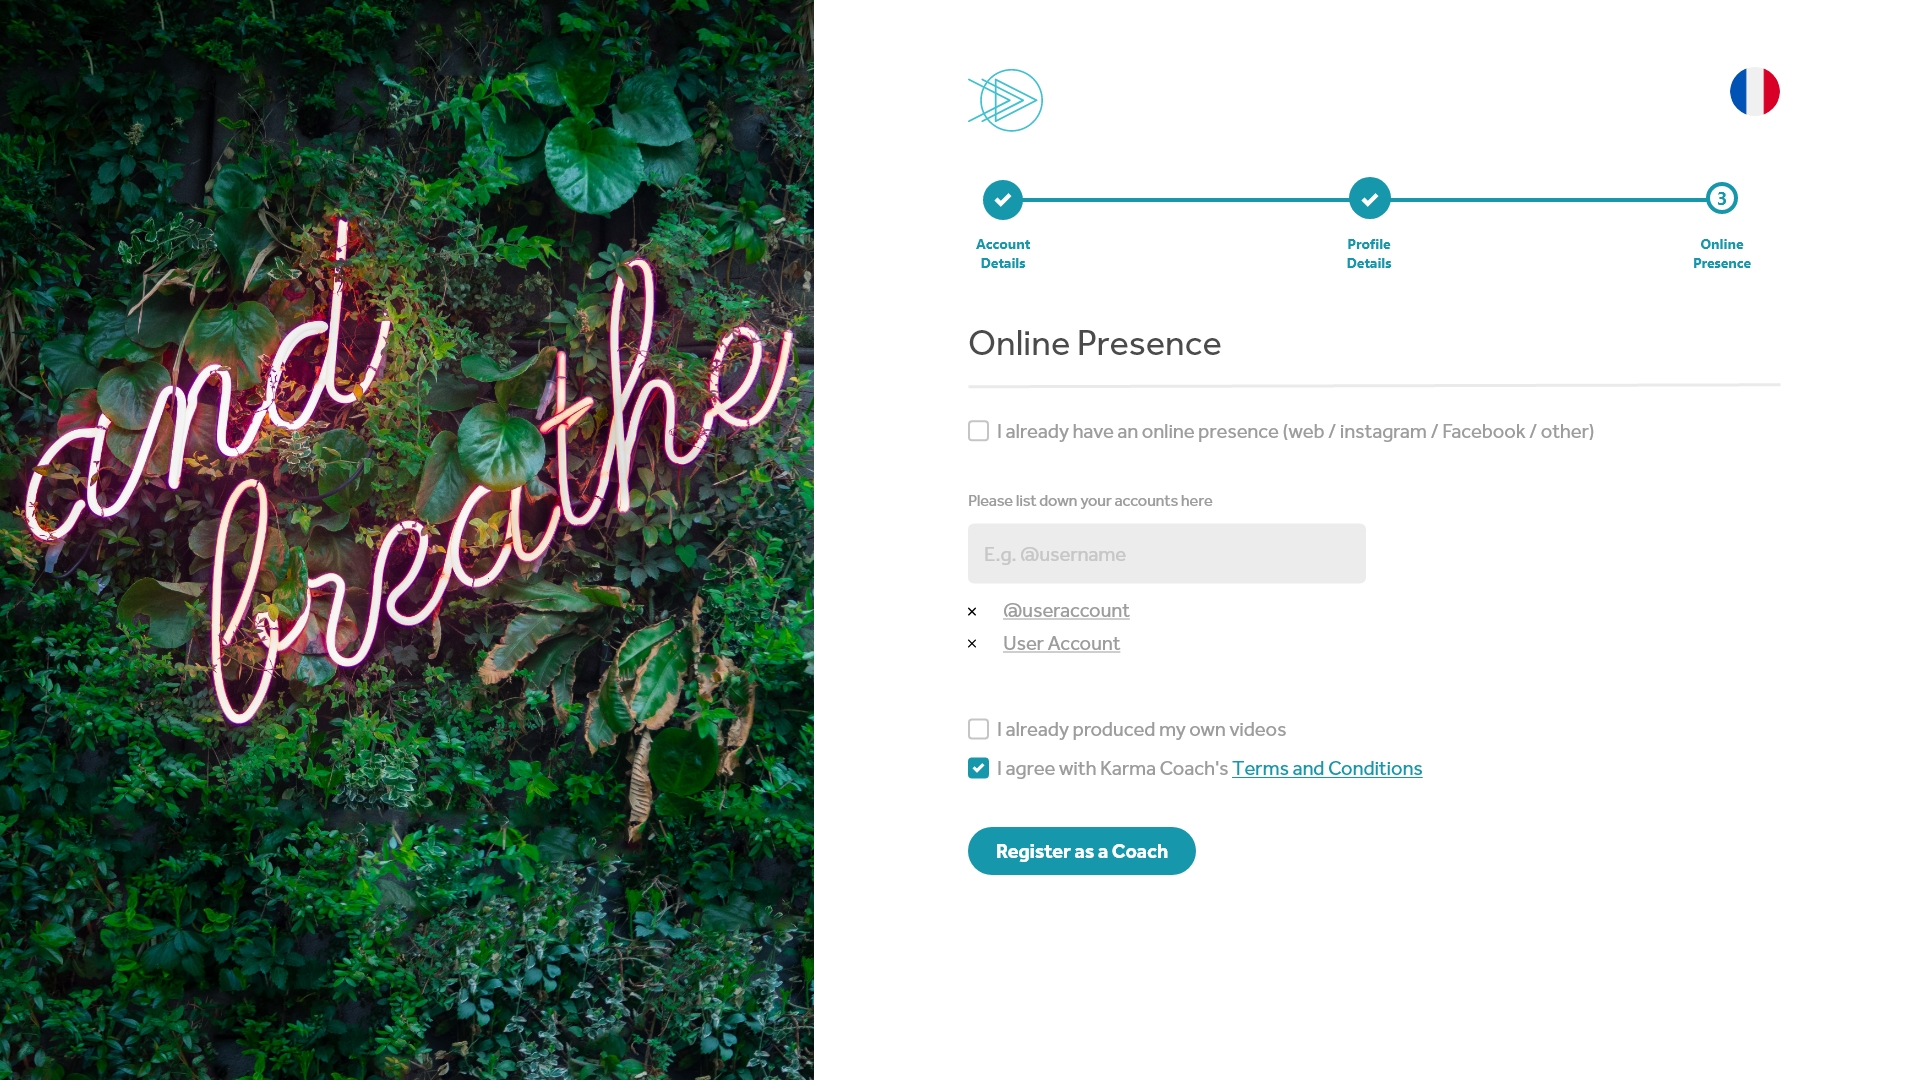 and
breathe
3
Account
Details
Profile
Details
Online
Presence
Online Presence
I already have an online presence (web / instagram / Facebook / other)
Please list down your accounts here
E.g. @username
@useraccount
User Account
I already produced my own videos
I agree with Karma Coach's Terms and Conditions
Register as a Coach